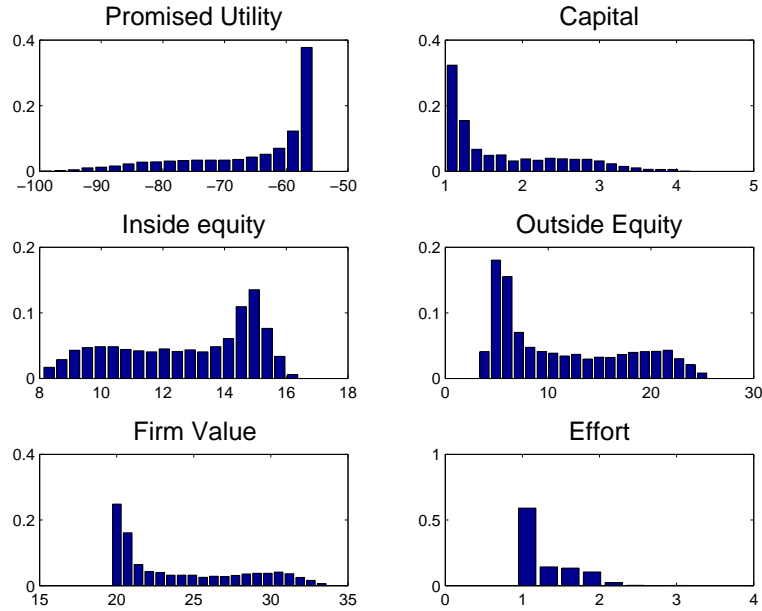 Promised Utility
0.4
0.2
0
−100 −90 −80 −70 −60 −50
Capital
0.4
0.2
0
1 2 3 4 5
Inside equity
0.2
0.1
0
8 10 12 14 16 18
Outside Equity
0.2
0.1
0
0 10 20 30
Firm Value
0.4
0.2
0
15 20 25 30 35
Effort
1
0.5
0
0 1 2 3 4